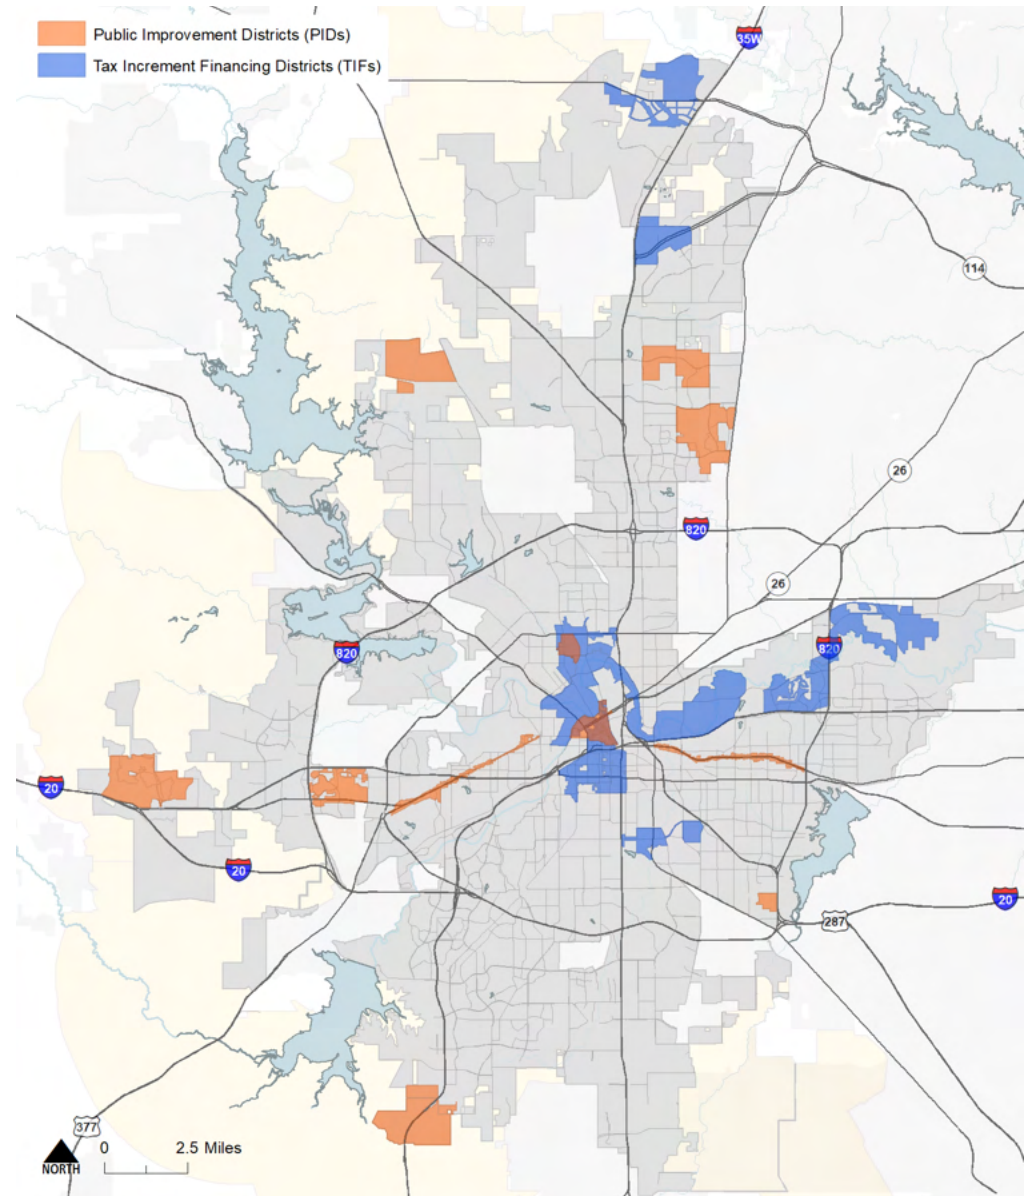 Public Improvement Districts (PIDs)
Tax Increment Financing Districts (TIFs)
35W
114
26
820
26
820
820
20
20
287
20
377
NORTH
0 2.5 Miles